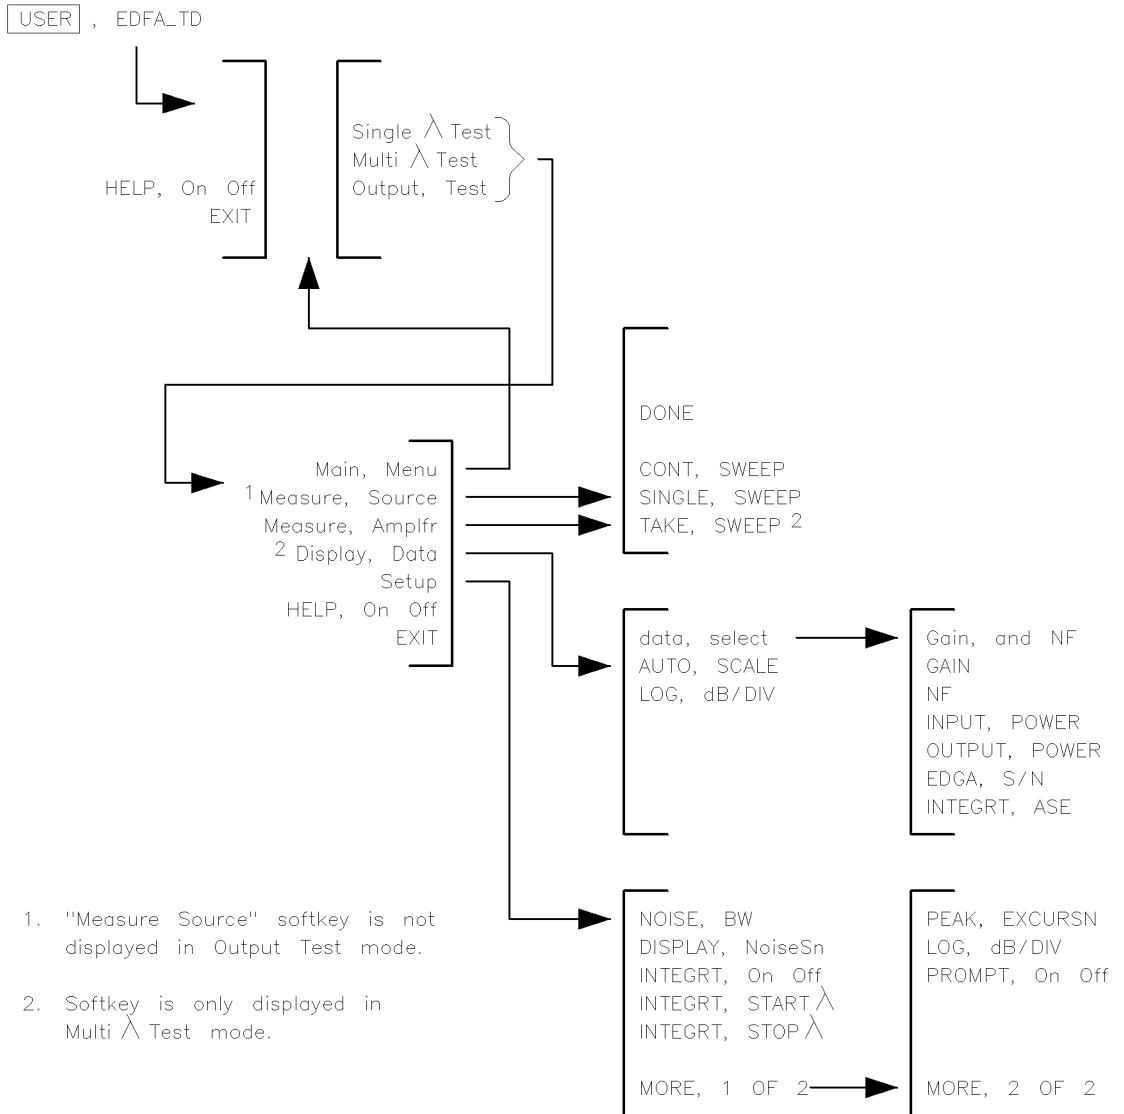 USER , EDFA_TD
Single λ Test
Multi λ Test
Output, Test
HELP, On Off
EXIT
Main, Menu
1 Measure, Source
Measure, Amplfr
2 Display, Data
Setup
HELP, On Off
EXIT
DONE
CONT, SWEEP
SINGLE, SWEEP
TAKE, SWEEP 2
data, select
AUTO, SCALE
LOG, dB/DIV
Gain, and NF
GAIN
NF
INPUT, POWER
OUTPUT, POWER
EDGA, S/N
INTEGRT, ASE
NOISE, BW
DISPLAY, NoiseSn
INTEGRT, On Off
INTEGRT, START λ
INTEGRT, STOP λ
MORE, 1 OF 2
PEAK, EXCURSN
LOG, dB/DIV
PROMPT, On Off
MORE, 2 OF 2
1. "Measure Source" softkey is not
displayed in Output Test mode.
2. Softkey is only displayed in
Multi λ Test mode.